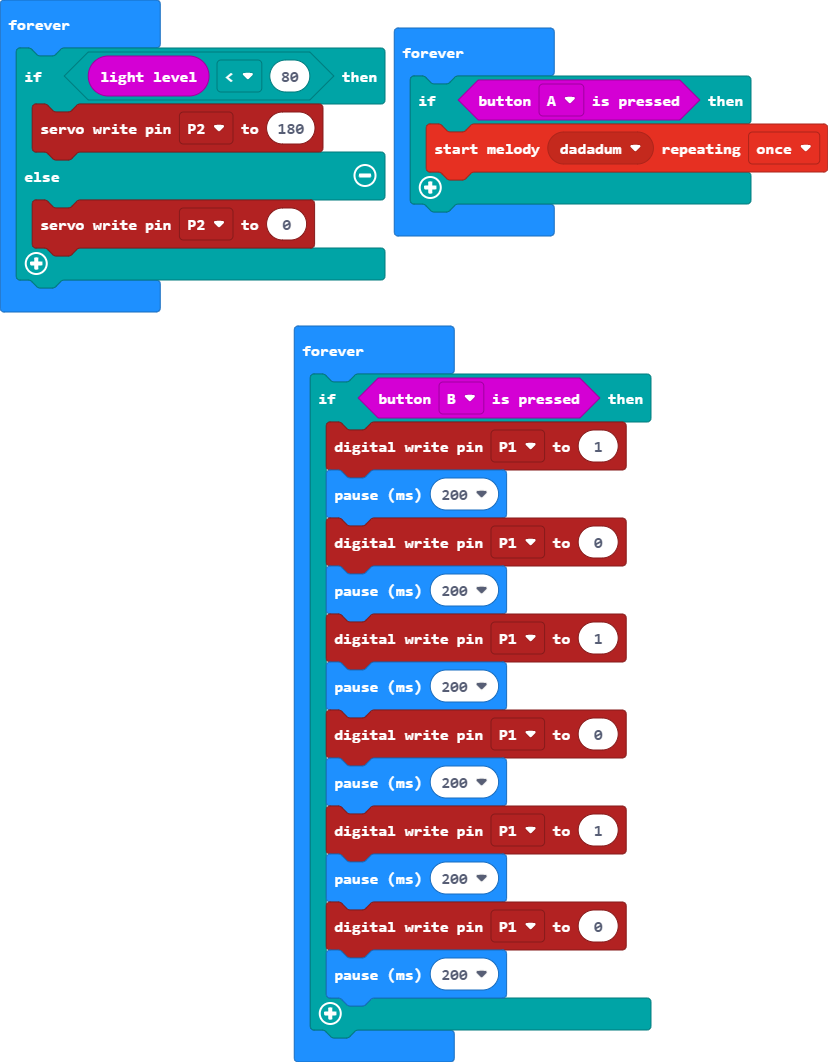 forever
if light level < 80 then
servo write pin P2 to 180
else
servo write pin P2 to 0
forever
if button A is pressed then
start melody dadadum repeating once
forever
if button B is pressed then
digital write pin P1 to 1
pause (ms) 200
digital write pin P1 to 0
pause (ms) 200
digital write pin P1 to 1
pause (ms) 200
digital write pin P1 to 0
pause (ms) 200
digital write pin P1 to 1
pause (ms) 200
digital write pin P1 to 0
pause (ms) 200